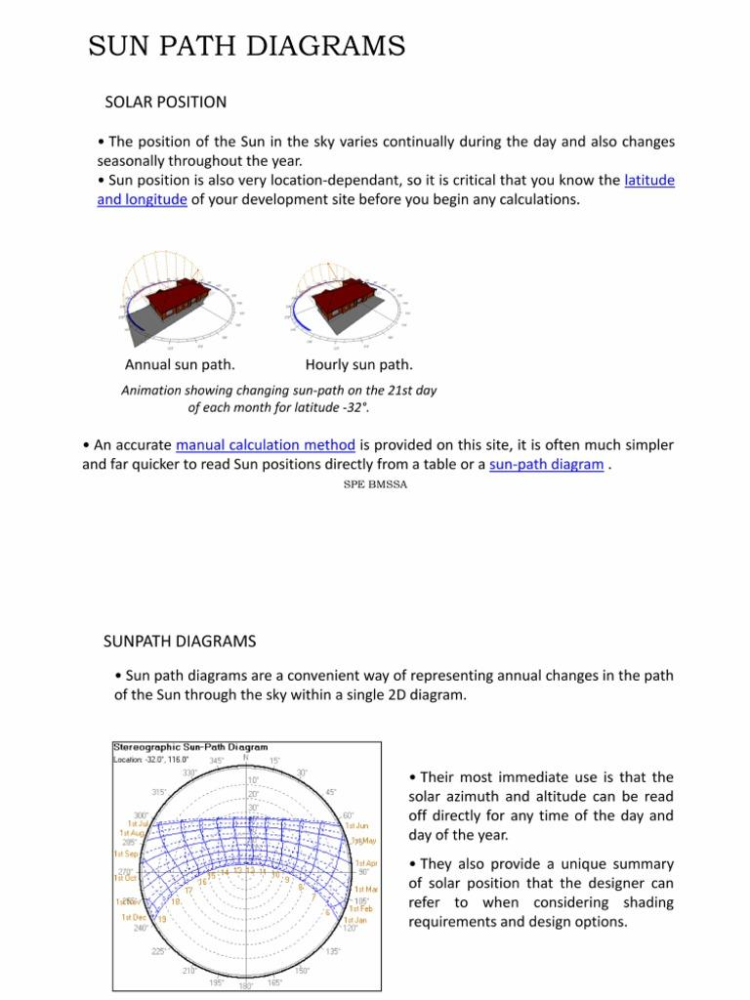 SUN PATH DIAGRAMS
SOLAR POSITION
• The position of the Sun in the sky varies continually during the day and also changes
seasonally throughout the year.
• Sun position is also very location-dependant, so it is critical that you know the latitude
and longitude of your development site before you begin any calculations.
Annual sun path.
Hourly sun path.
Animation showing changing sun-path on the 21st day
of each month for latitude -32°.
• An accurate manual calculation method is provided on this site, it is often much simpler
and far quicker to read Sun positions directly from a table or a sun-path diagram .
SPE BMSSA
SUNPATH DIAGRAMS
• Sun path diagrams are a convenient way of representing annual changes in the path
of the Sun through the sky within a single 2D diagram.
Stereographic Sun-Path Diagram
Location: -32.0°, 116.0°
345° N 15°
330° 30°
315° 45°
300° 60°
10°
20°
30°
1st Jul 1st Jun
1st Aug 1st May
285°
1st Sep 1st Apr
270° 90°
1st Oct 1st Mar
255° 105°
1st Nov 1st Feb
1st Dec 1st Jan
240° 120°
19 18 17 16 15 14 13 12 11 10 9 8 7 6
225° 135°
210° 150°
195° 180° 165°
• Their most immediate use is that the
solar azimuth and altitude can be read
off directly for any time of the day and
day of the year.
• They also provide a unique summary
of solar position that the designer can
refer to when considering shading
requirements and design options.